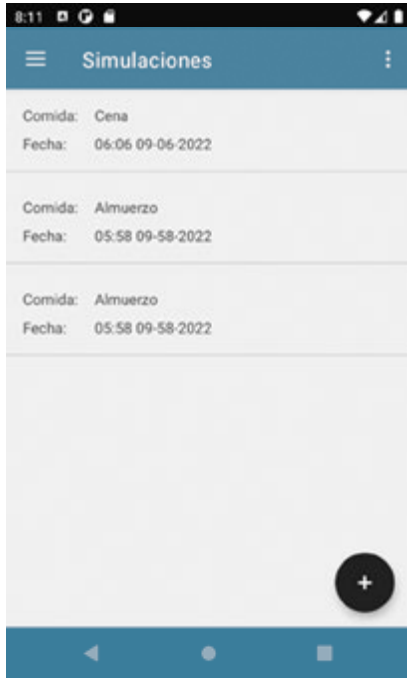 8:11
Simulaciones
Comida: Cena
Fecha: 06:06 09-06-2022
Comida: Almuerzo
Fecha: 05:58 09-58-2022
Comida: Almuerzo
Fecha: 05:58 09-58-2022
+